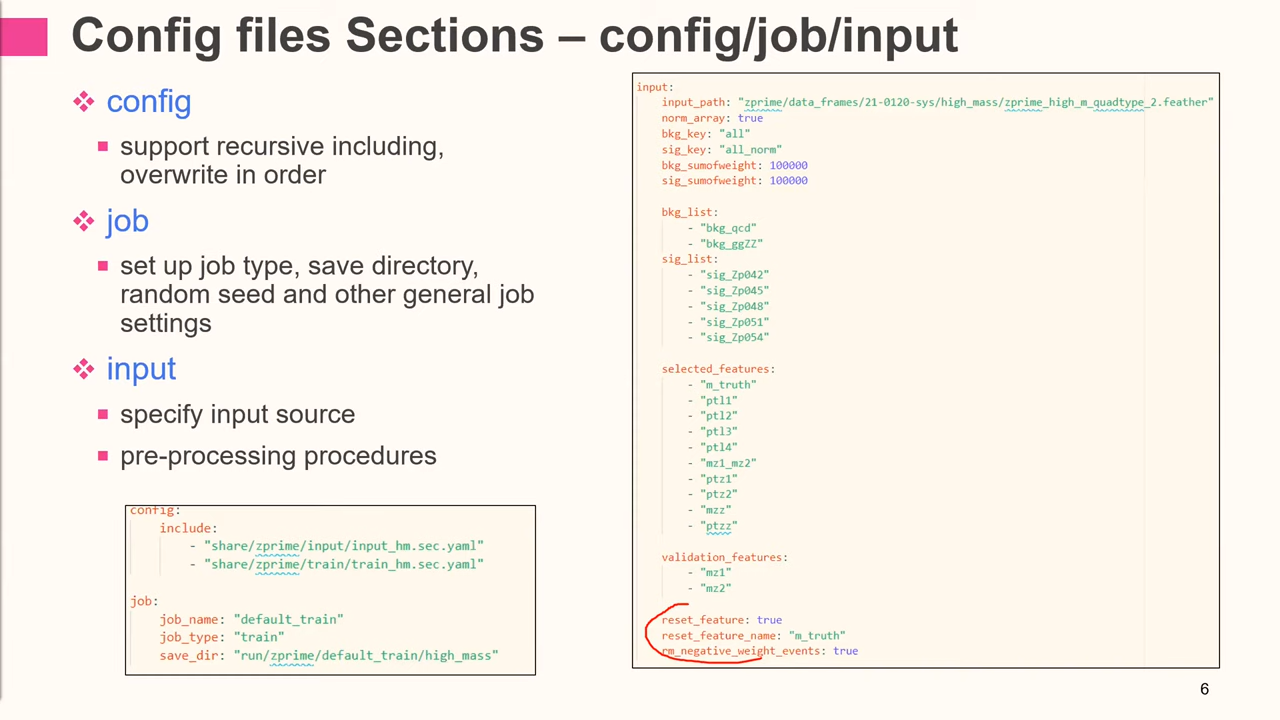 Config files Sections – config/job/input
config
support recursive including,
overwrite in order
job
set up job type, save directory,
random seed and other general job
settings
input
specify input source
pre-processing procedures
config:
include:
- "share/zprime/input/input_hm.sec.yaml"
- "share/zprime/train/train_hm.sec.yaml"
job:
job_name: "default_train"
job_type: "train"
save_dir: "run/zprime/default_train/high_mass"
input:
input_path: "zprime/data_frames/21-0120-sys/high_mass/zprime_high_m_quadtype_2.feather"
norm_array: true
bkg_key: "all"
sig_key: "all_norm"
bkg_sumofweight: 100000
sig_sumofweight: 100000
bkg_list:
- "bkg_qcd"
- "bkg_ggZZ"
sig_list:
- "sig_Zp042"
- "sig_Zp045"
- "sig_Zp048"
- "sig_Zp051"
- "sig_Zp054"
selected_features:
- "m_truth"
- "ptl1"
- "ptl2"
- "ptl3"
- "ptl4"
- "mz1_mz2"
- "ptz1"
- "ptz2"
- "mzz"
- "ptzz"
validation_features:
- "mz1"
- "mz2"
reset_feature: true
reset_feature_name: "m_truth"
rm_negative_weight_events: true
6